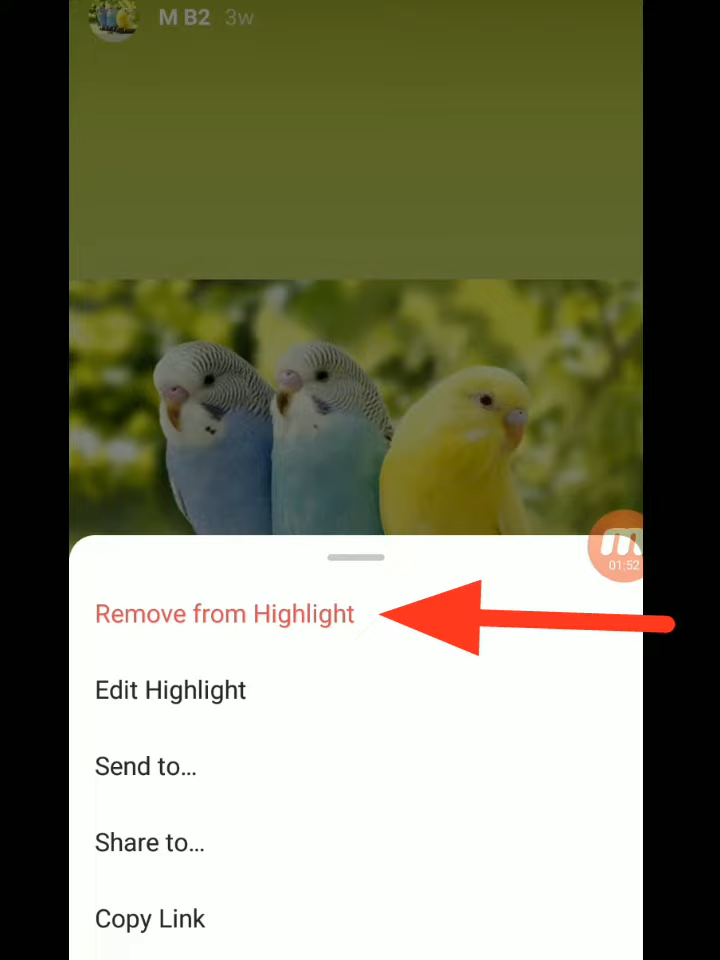 M B2 3w
01:52
Remove from Highlight
Edit Highlight
Send to...
Share to...
Copy Link